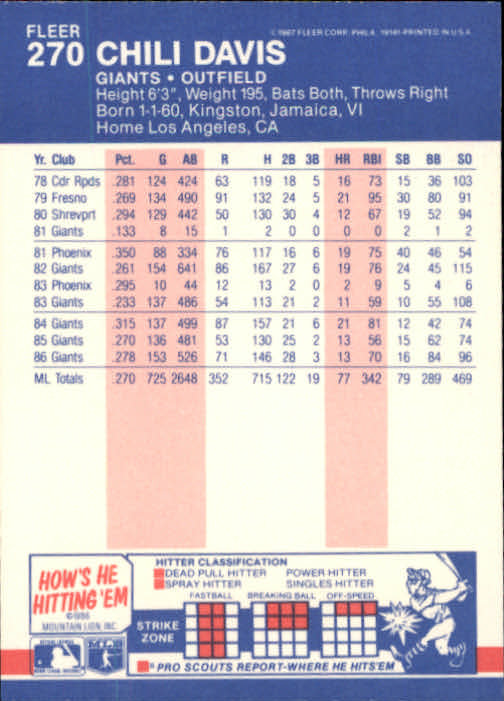 FLEER
270 CHILI DAVIS
© 1987 FLEER CORP. PHILA. 19141-PRINTED IN U.S.A.
GIANTS • OUTFIELD
Height 6'3", Weight 195, Bats Both, Throws Right
Born 1-1-60, Kingston, Jamaica, VI
Home Los Angeles, CA
Yr. Club Pct. G AB R H 2B 3B HR RBI SB BB SO
78 Cdr Rpds .281 124 424 63 119 18 5 16 73 15 36 103
79 Fresno .269 134 490 91 132 24 5 21 95 30 80 91
80 Shrevprt .294 129 442 50 130 30 4 12 67 19 52 94
81 Giants .133 8 15 1 2 0 0 0 0 2 1 2
81 Phoenix .350 88 334 76 117 16 6 19 75 40 46 54
82 Giants .261 154 641 86 167 27 6 19 76 24 45 115
83 Phoenix .295 10 44 12 13 2 0 2 9 5 4 6
83 Giants .233 137 486 54 113 21 2 11 59 10 55 108
84 Giants .315 137 499 87 157 21 6 21 81 12 42 74
85 Giants .270 136 481 53 130 25 2 13 56 15 62 74
86 Giants .278 153 526 71 146 28 3 13 70 16 84 96
ML Totals .270 725 2648 352 715 122 19 77 342 79 289 469
HOW'S HE
HITTING 'EM
©1986
MOUNTAIN LION, INC.
HITTER CLASSIFICATION
DEAD PULL HITTER POWER HITTER
SPRAY HITTER SINGLES HITTER
FASTBALL BREAKING BALL OFF-SPEED
STRIKE
ZONE
MLB
= PRO SCOUTS REPORT-WHERE HE HITS 'EM